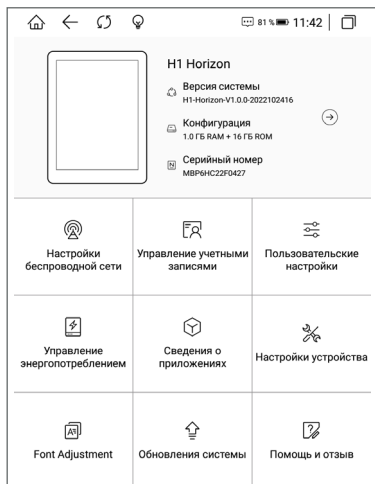 81 % 11:42
H1 Horizon
Версия системы
H1-Horizon-V1.0.0-
2022102416
Конфигурация
1.0 ГБ RAM + 16 ГБ ROM
Серийный номер
MBP6HC22F0427
Настройки
беспроводной сети
Управление учетными
записями
Пользовательские
настройки
Управление
энергопотреблением
Сведения о
приложениях
Настройки устройства
Font Adjustment
Обновления системы
Помощь и отзыв